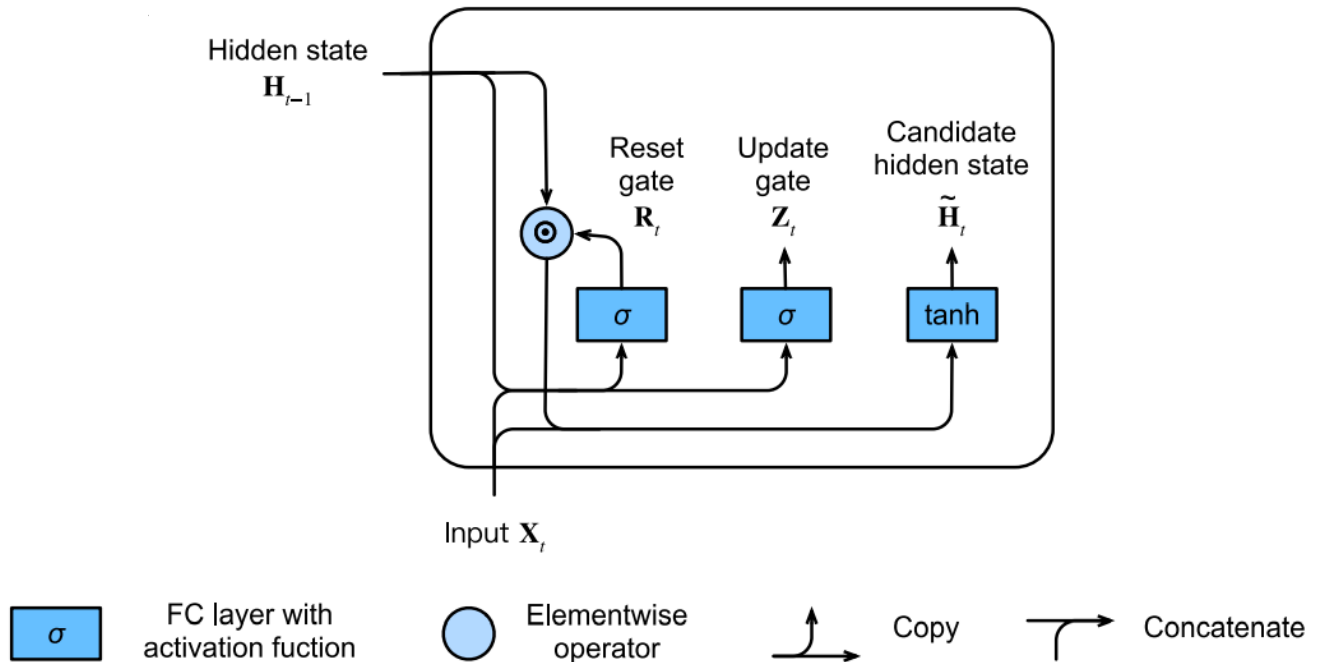 Hidden state
H_{t-1}
Reset
gate
R_t
Update
gate
Z_t
Candidate
hidden state
H̃_t
⊙
σ
σ
tanh
Input X_t
σ
FC layer with
activation fuction
Elementwise
operator
Copy
Concatenate